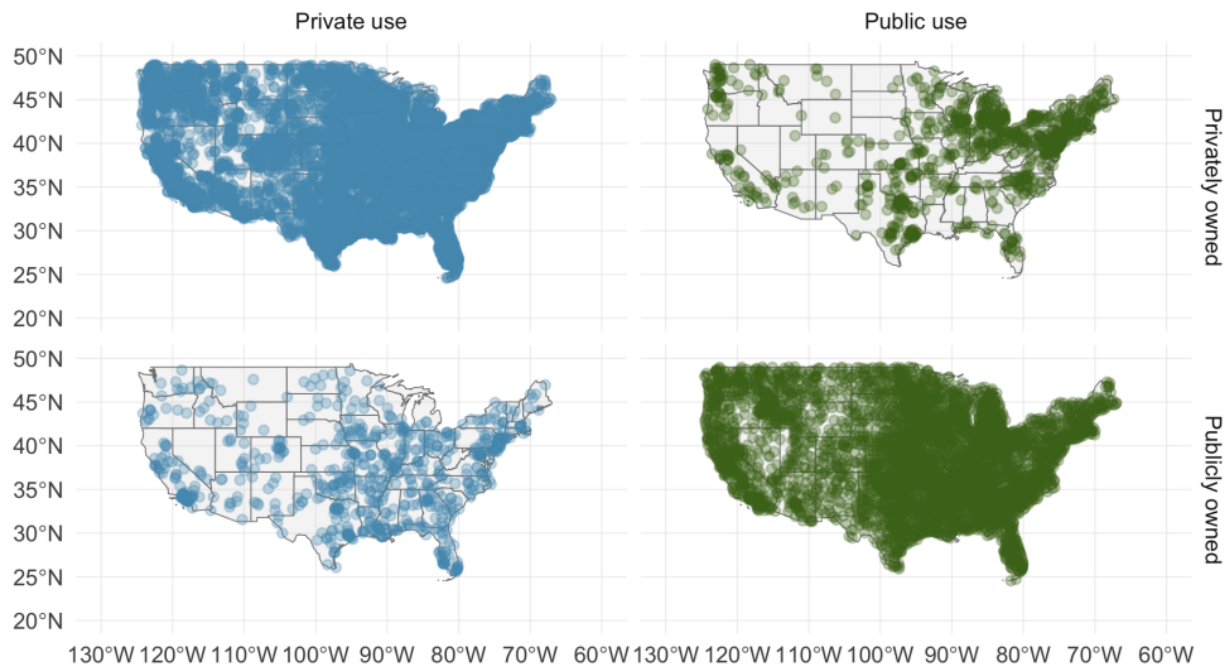 Private use
Public use
50°N
45°N
40°N
35°N
30°N
25°N
20°N
Privately owned
50°N
45°N
40°N
35°N
30°N
25°N
20°N
Publicly owned
130°W 120°W 110°W 100°W 90°W 80°W 70°W 60°W
130°W 120°W 110°W 100°W 90°W 80°W 70°W 60°W